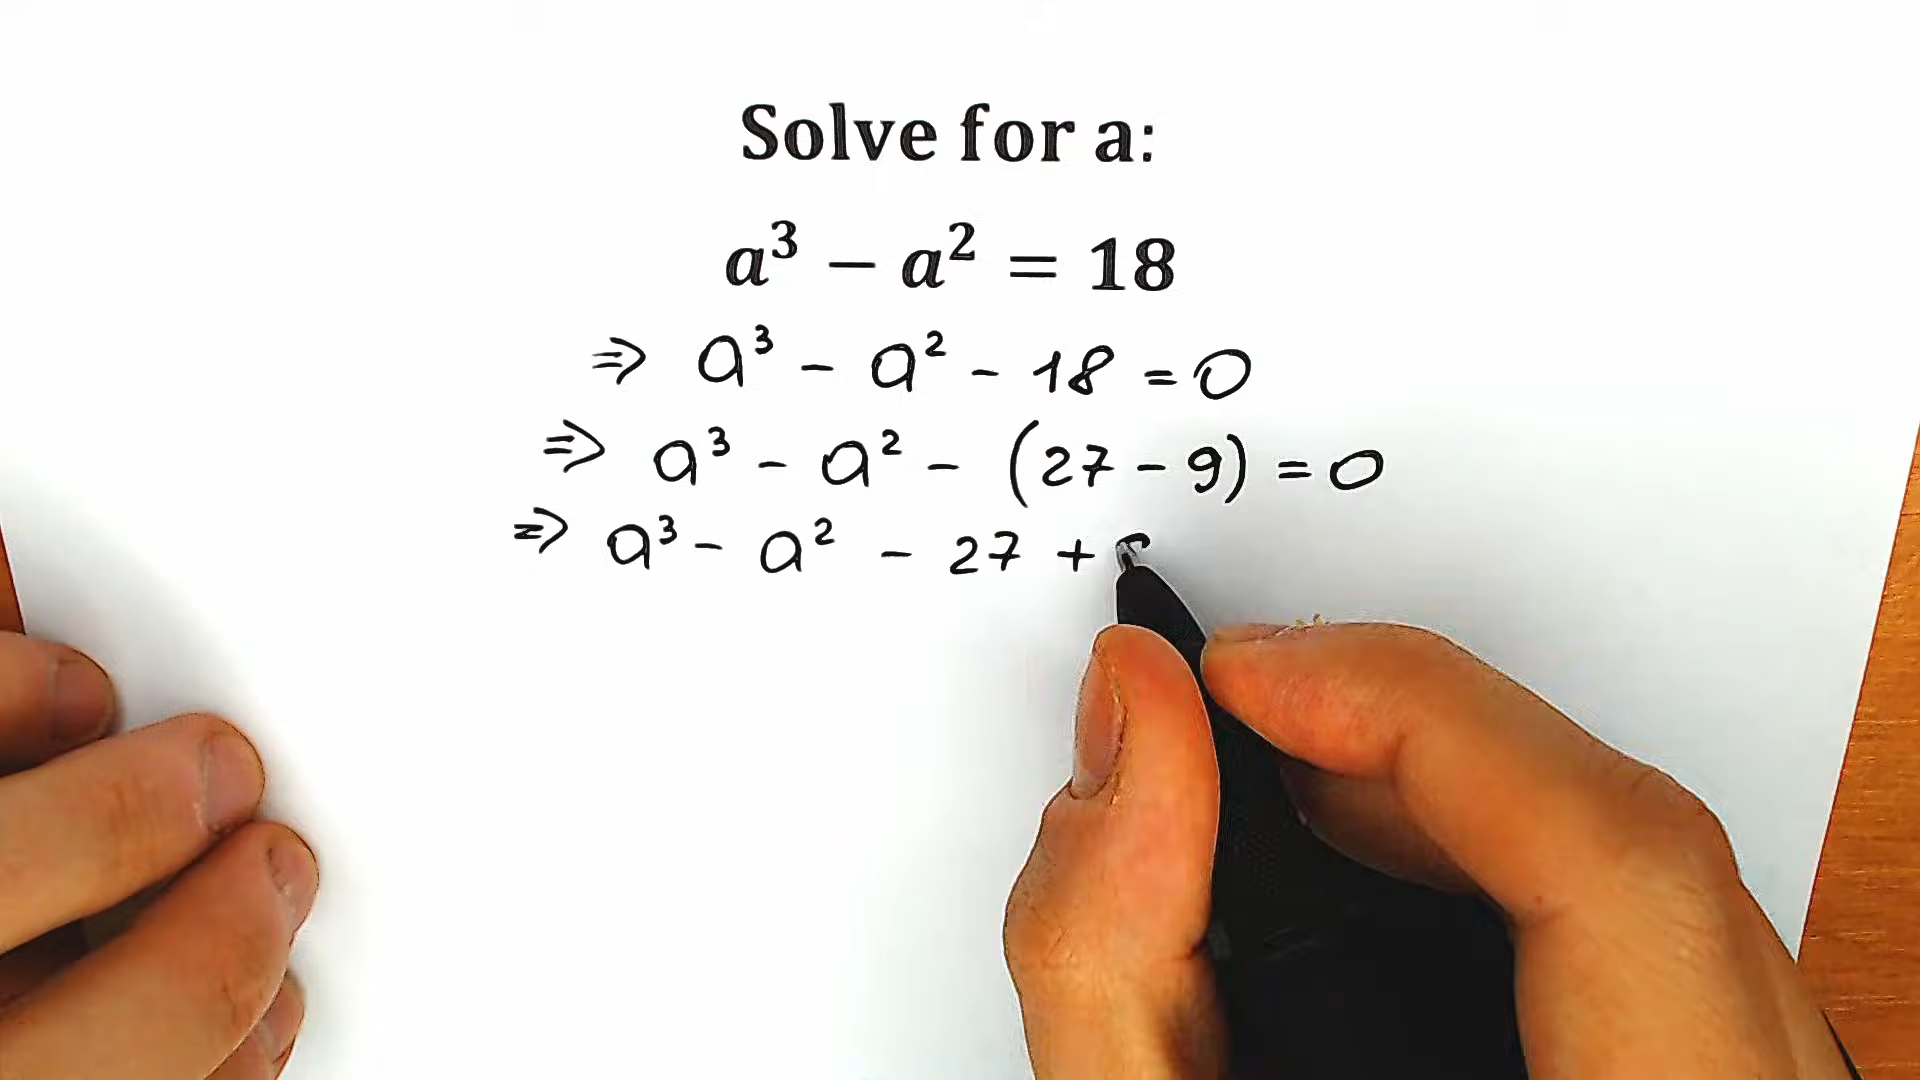 Solve for a:
a³ − a² = 18
⇒ a³ − a² − 18 = 0
⇒ a³ − a² − (27 − 9) = 0
⇒ a³ − a² − 27 +